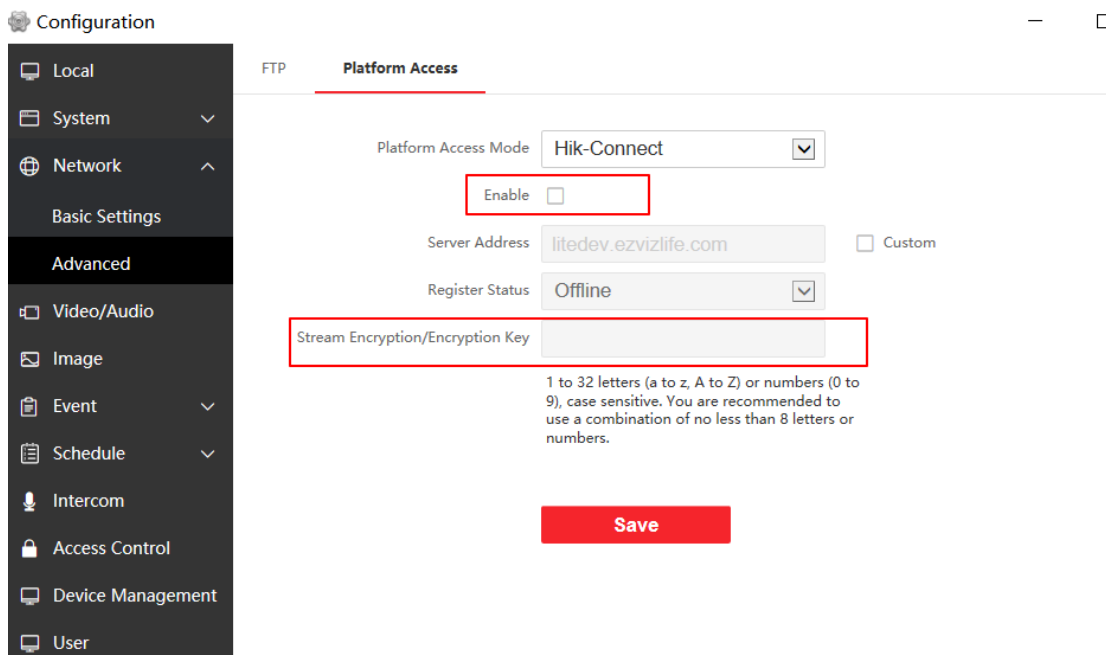 Configuration
Local
System
Network
Basic Settings
Advanced
Video/Audio
Image
Event
Schedule
Intercom
Access Control
Device Management
User
FTP
Platform Access
Platform Access Mode
Hik-Connect
Enable
Server Address
litedev.ezvizlife.com
Custom
Register Status
Offline
Stream Encryption/Encryption Key
1 to 32 letters (a to z, A to Z) or numbers (0 to
9), case sensitive. You are recommended to
use a combination of no less than 8 letters or
numbers.
Save